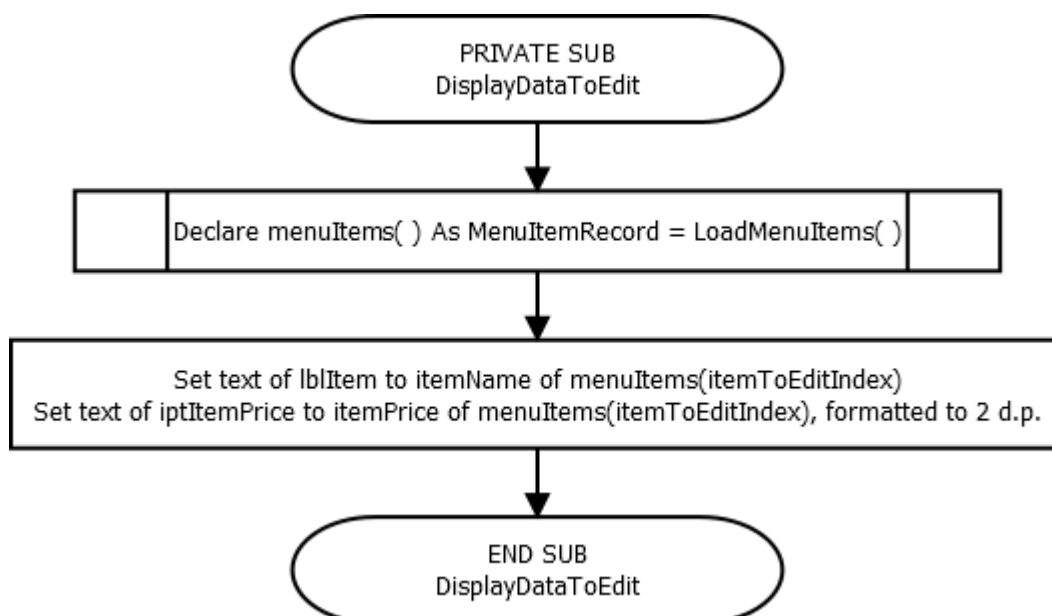 PRIVATE SUB
DisplayDataToEdit
Declare menuItems( ) As MenuItemRecord = LoadMenuItems( )
Set text of lblItem to itemName of menuItems(itemToEditIndex)
Set text of iptItemPrice to itemPrice of menuItems(itemToEditIndex), formatted to 2 d.p.
END SUB
DisplayDataToEdit